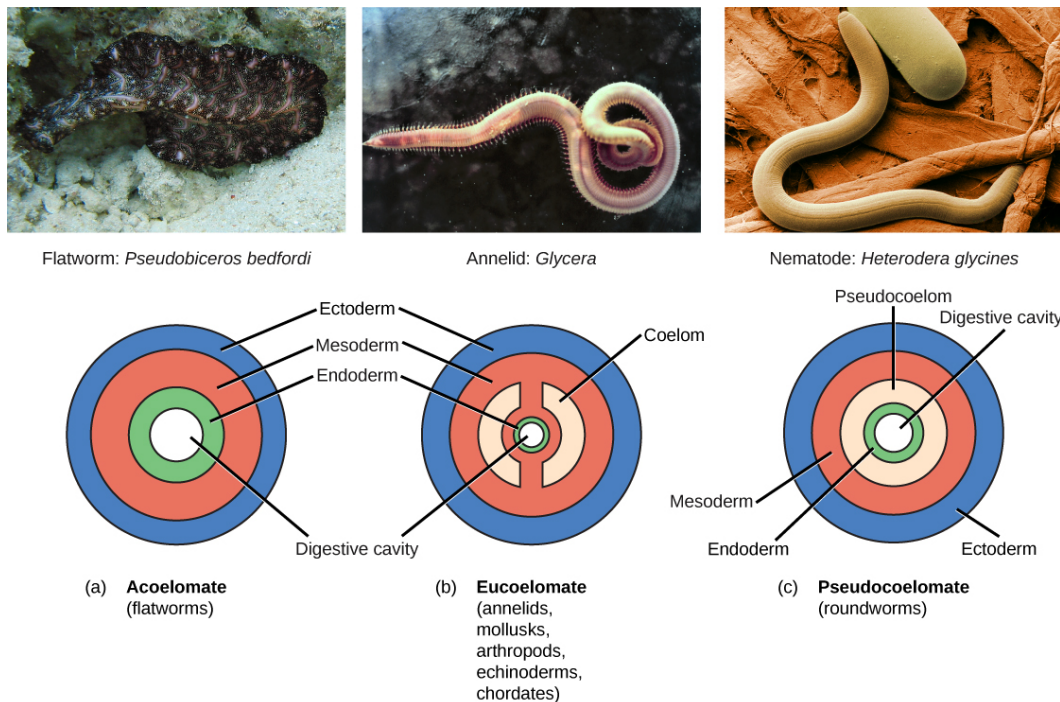 Flatworm: Pseudobiceros bedfordi
Annelid: Glycera
Nematode: Heterodera glycines
Ectoderm
Mesoderm
Endoderm
Digestive cavity
Coelom
Pseudocoelom
Digestive cavity
Mesoderm
Endoderm
Ectoderm
(a) Acoelomate
(flatworms)
(b) Eucoelomate
(annelids,
mollusks,
arthropods,
echinoderms,
chordates)
(c) Pseudocoelomate
(roundworms)